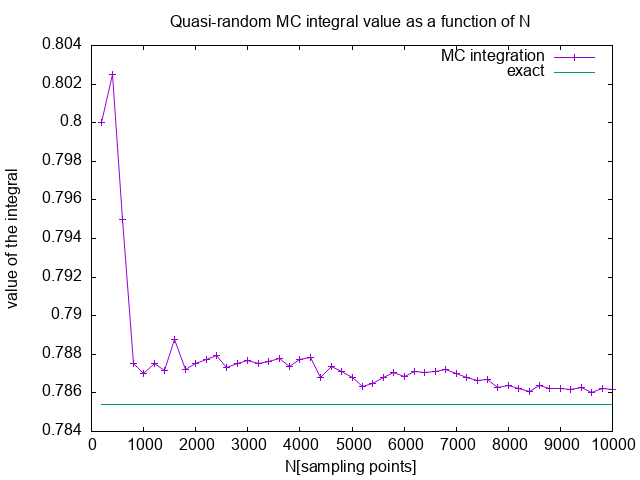 Quasi-random MC integral value as a function of N
0.804
0.802
0.8
0.798
0.796
0.794
0.792
0.79
0.788
0.786
0.784
value of the integral
MC integration
exact
0 1000 2000 3000 4000 5000 6000 7000 8000 9000 10000
N[sampling points]